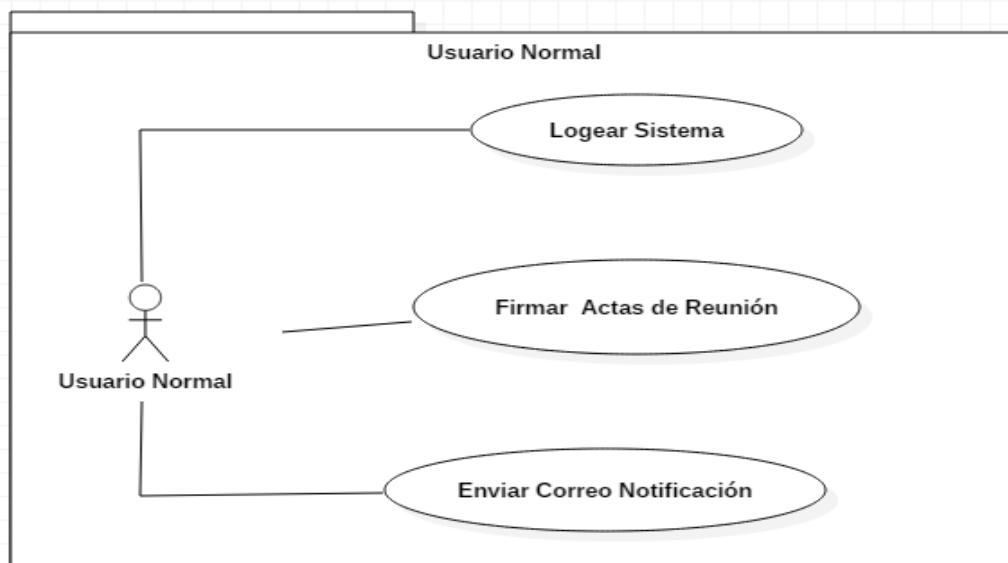 Usuario Normal
Logear Sistema
Firmar  Actas de Reunión
Usuario Normal
Enviar Correo Notificación